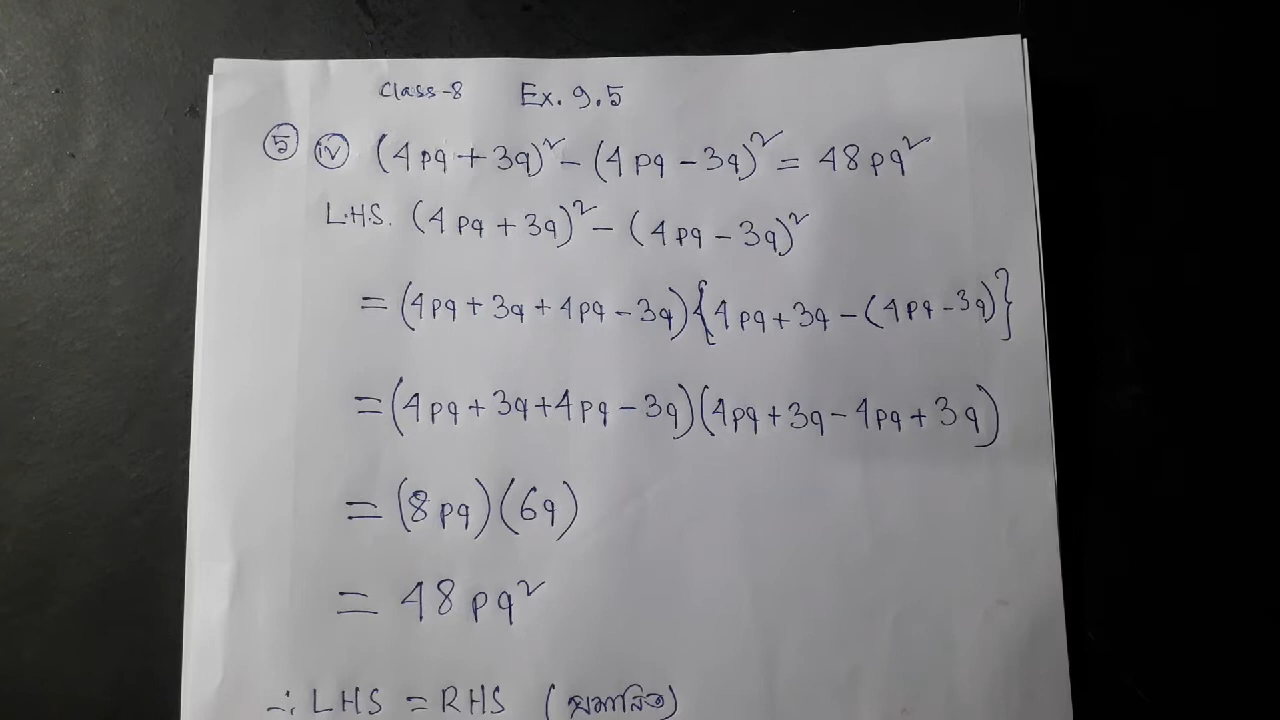 Class-8 Ex. 9.5
⑤ ⓘⓥ (4pq + 3q)² - (4pq - 3q)² = 48pq²
L.H.S. (4pq + 3q)² - (4pq - 3q)²
= (4pq + 3q + 4pq - 3q){4pq + 3q - (4pq - 3q)}
= (4pq + 3q + 4pq - 3q)(4pq + 3q - 4pq + 3q)
= (8pq)(6q)
= 48pq²
∴ LHS = RHS (প্রমাণিত)